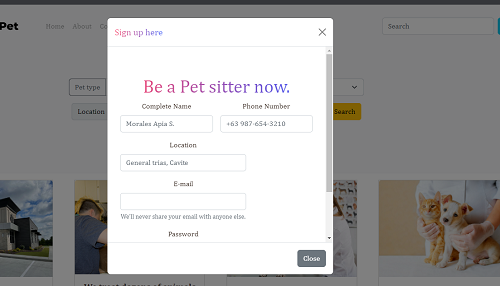 Pet
Home About
Search
Sign up here
Pet type
Location
Search
Be a Pet sitter now.
Complete Name
Phone Number
Morales Apia S.
+63 987-654-3210
Location
General trias, Cavite
E-mail
We'll never share your email with anyone else.
Password
Close